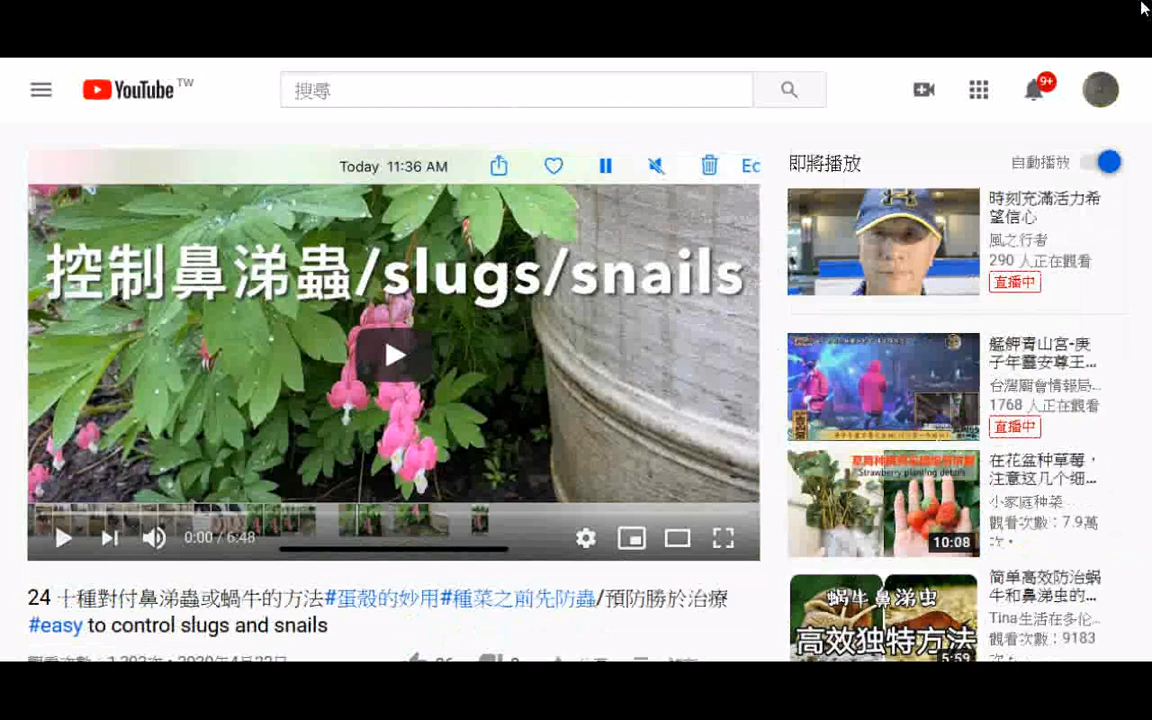 YouTube TW
搜尋
9+
Today 11:36 AM
控制鼻涕蟲/slugs/snails
0:00 / 6:48
24 十種對付鼻涕蟲或蝸牛的方法#蛋殼的妙用#種菜之前先防蟲/預防勝於治療
#easy to control slugs and snails
即將播放
自動播放
時刻充滿活力希
望信心
風之行者
290 人正在觀看
直播中
艋舺青山宮-庚
子年靈安尊王...
台灣廟會情報局...
1768 人正在觀看
直播中
Strawberry planting details
10:08
在花盆种草莓，
注意这几个细...
小家庭种菜
觀看次數：7.9萬
次・
蜗牛鼻涕虫
高效独特方法
5:59
简单高效防治蜗
牛和鼻涕虫的...
Tina生活在多伦...
觀看次數：9183